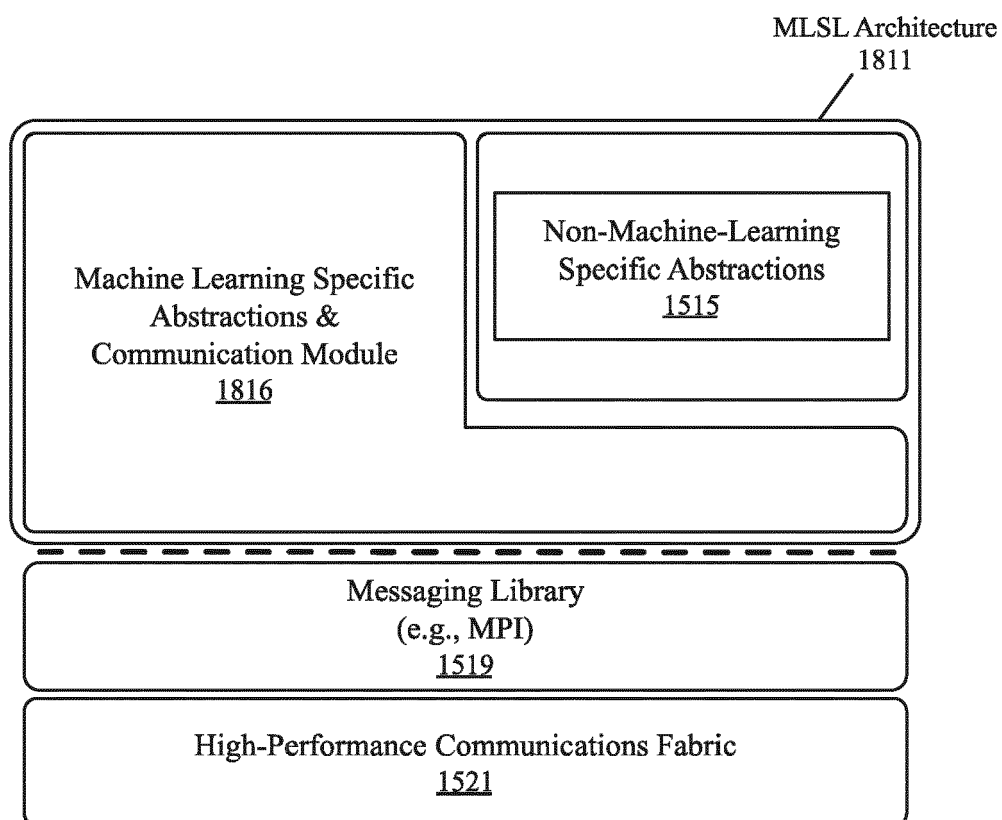 MLSL Architecture
1811
Non-Machine-Learning
Specific Abstractions
1515
Machine Learning Specific
Abstractions &
Communication Module
1816
Messaging Library
(e.g., MPI)
1519
High-Performance Communications Fabric
1521